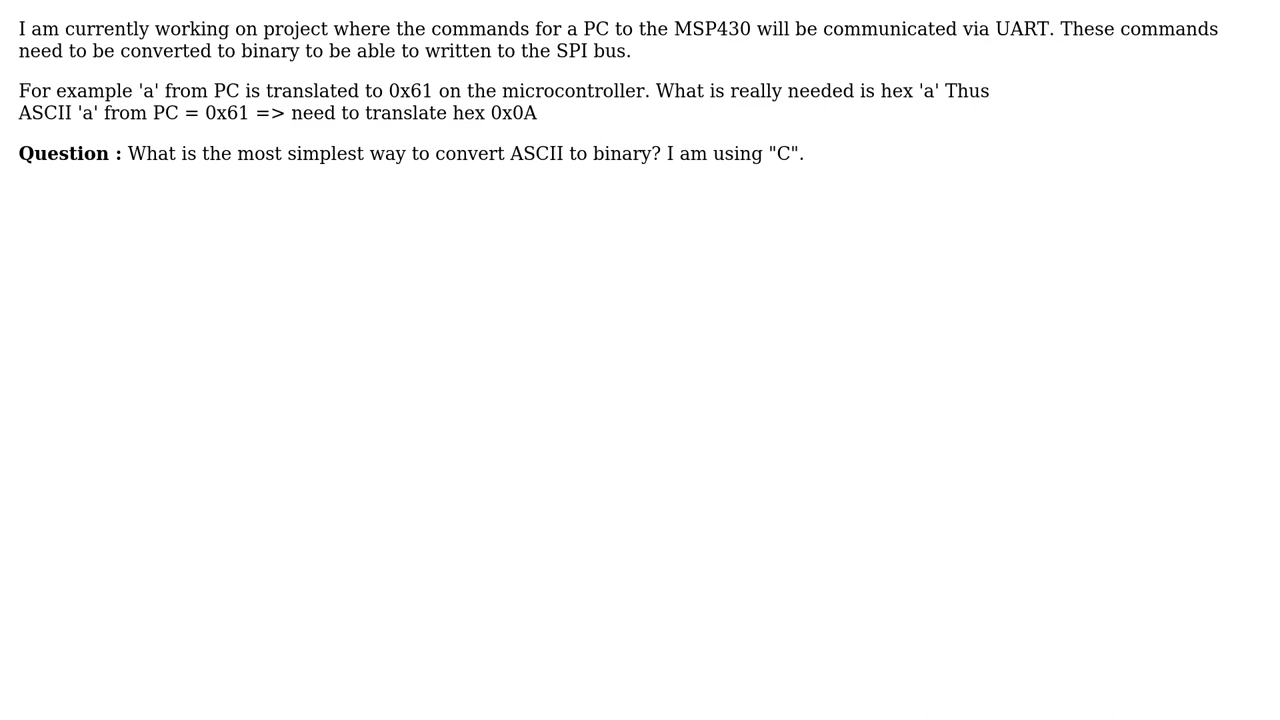 I am currently working on project where the commands for a PC to the MSP430 will be communicated via UART. These commands
need to be converted to binary to be able to written to the SPI bus.
For example 'a' from PC is translated to 0x61 on the microcontroller. What is really needed is hex 'a' Thus
ASCII 'a' from PC = 0x61 => need to translate hex 0x0A
Question : What is the most simplest way to convert ASCII to binary? I am using "C".